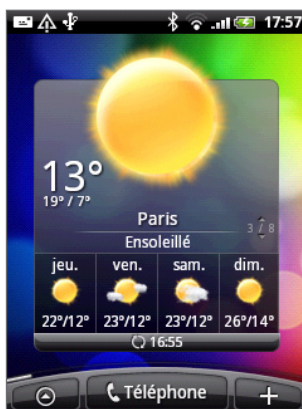 17:57
13°
19°/7°
Paris
3/8
Ensoleillé
jeu. ven. sam. dim.
22°/12° 23°/12° 23°/12° 26°/14°
16:55
Téléphone